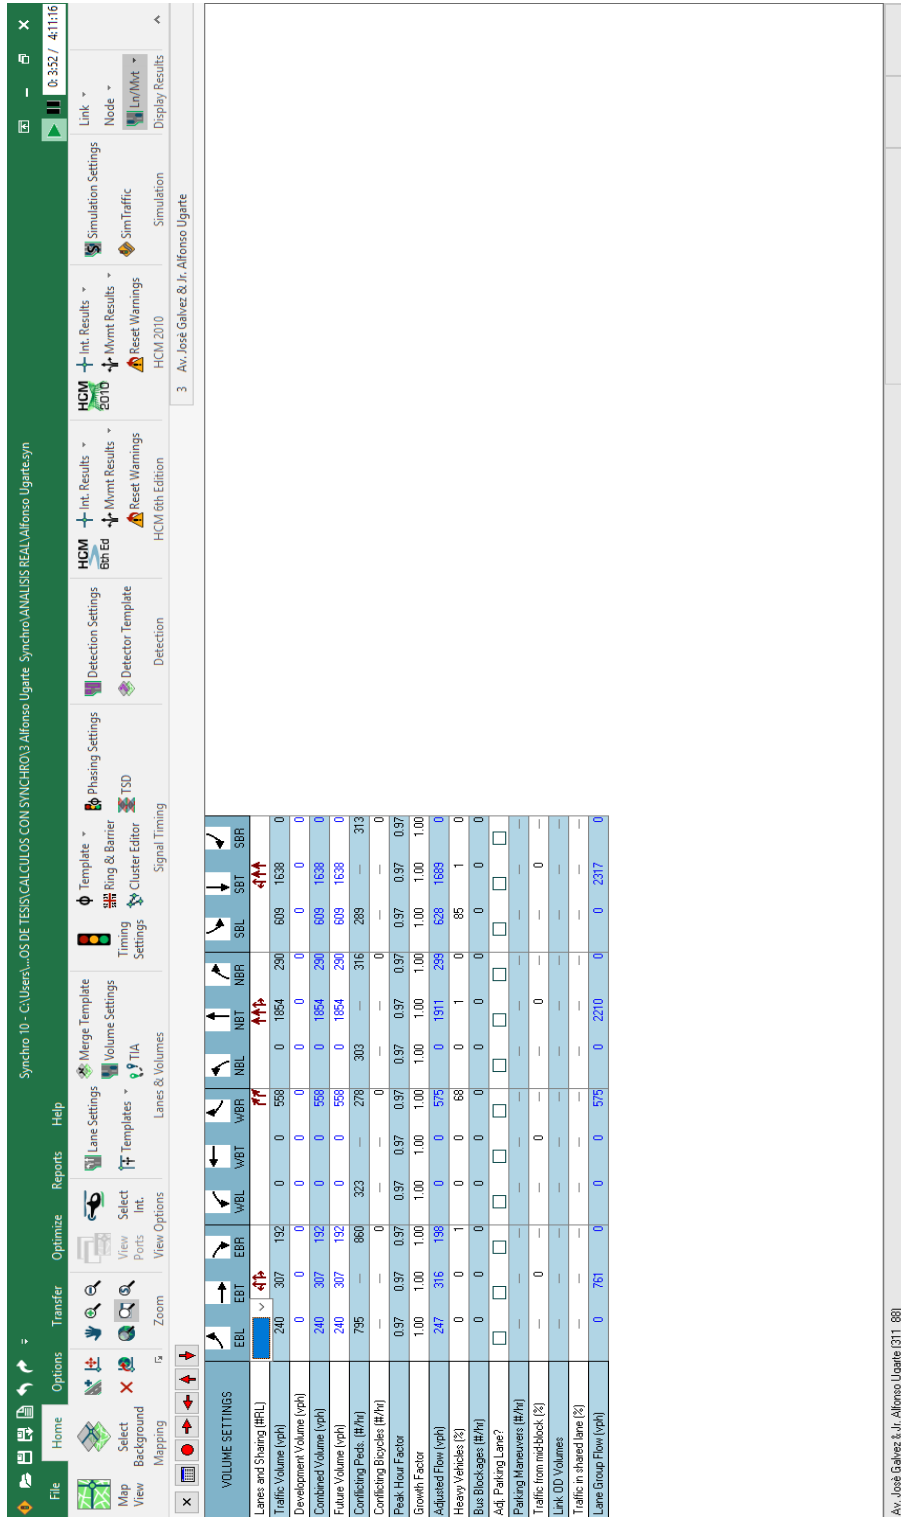 Synchro 10 - C:\Users\...OS DE TESIS\CALCULOS CON SYNCHRO\3 Alfonso Ugarte Synchro\ANALISIS REAL\Alfonso Ugarte.syn
File Home Options Transfer Optimize Reports Help
0: 3:52 / 4:11:16
Map View
Select Background
Mapping
Zoom
View Ports
Select Int.
View Options
Lane Settings
Templates
Merge Template
Volume Settings
TIA
Lanes & Volumes
Timing Settings
Template
Ring & Barrier
Cluster Editor
Phasing Settings
TSD
Signal Timing
Detection Settings
Detector Template
Detection
HCM 6th Ed
Int. Results
Mvmt Results
Reset Warnings
HCM 6th Edition
HCM 2010
Int. Results
Mvmt Results
Reset Warnings
HCM 2010
Simulation Settings
SimTraffic
Simulation
Link
Node
Ln/Mvt
Display Results
3 Av. Josè Galvez & Jr. Alfonso Ugarte
VOLUME SETTINGS EBL EBT EBR WBL WBT WBR NBL NBT NBR SBL SBT SBR
Lanes and Sharing (#RL)
Traffic Volume (vph) 240 307 192 0 0 558 0 1854 290 609 1638 0
Development Volume (vph) 0 0 0 0 0 0 0 0 0 0 0 0
Combined Volume (vph) 240 307 192 0 0 558 0 1854 290 609 1638 0
Future Volume (vph) 240 307 192 0 0 558 0 1854 290 609 1638 0
Conflicting Peds. (#/hr) 795 — 860 323 — 278 303 — 316 289 — 313
Conflicting Bicycles (#/hr) — — 0 — — 0 — — 0 — — 0
Peak Hour Factor 0.97 0.97 0.97 0.97 0.97 0.97 0.97 0.97 0.97 0.97 0.97 0.97
Growth Factor 1.00 1.00 1.00 1.00 1.00 1.00 1.00 1.00 1.00 1.00 1.00 1.00
Adjusted Flow (vph) 247 316 198 0 0 575 0 1911 299 628 1689 0
Heavy Vehicles (%) 0 0 1 0 0 68 0 1 0 85 1 0
Bus Blockages (#/hr) 0 0 0 0 0 0 0 0 0 0 0 0
Adj. Parking Lane?
Parking Maneuvers (#/hr) — — — — — — — — — — — —
Traffic from mid-block (%) — 0 — — 0 — — 0 — — 0 —
Link OD Volumes — — — — — — — —
Traffic in shared lane (%) — — — — — — — — — — — —
Lane Group Flow (vph) 0 761 0 0 0 575 0 2210 0 0 2317 0
Av. Josè Galvez & Jr. Alfonso Ugarte (311 88)